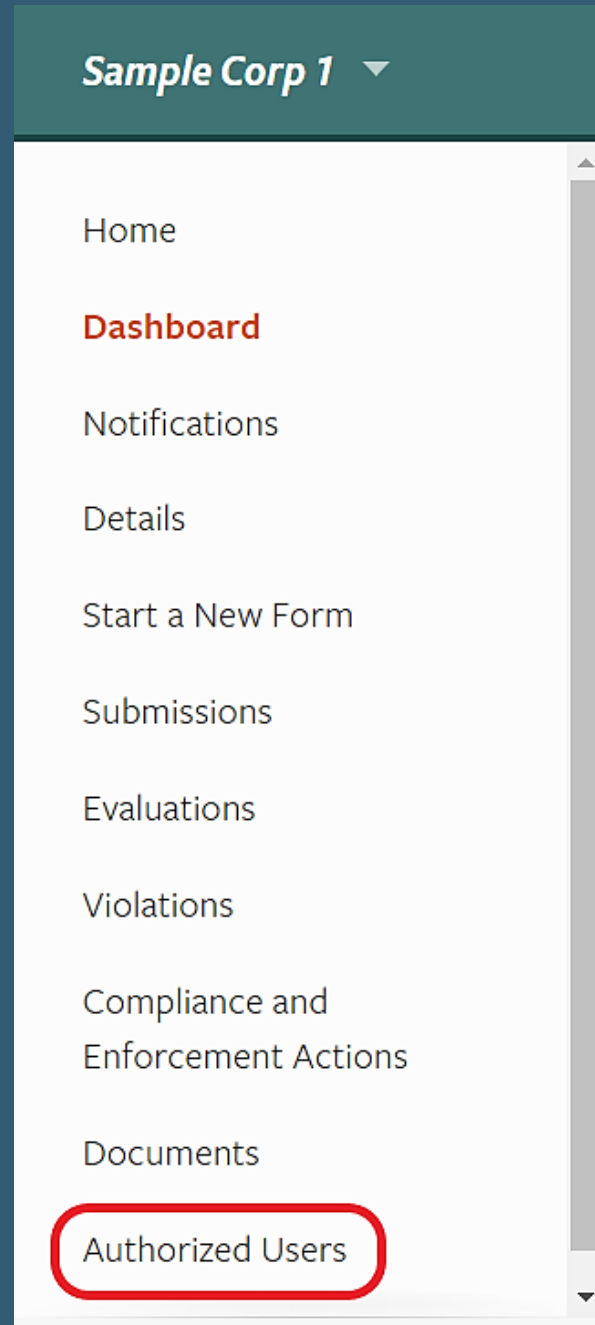 Sample Corp 1
Home
Dashboard
Notifications
Details
Start a New Form
Submissions
Evaluations
Violations
Compliance and
Enforcement Actions
Documents
Authorized Users